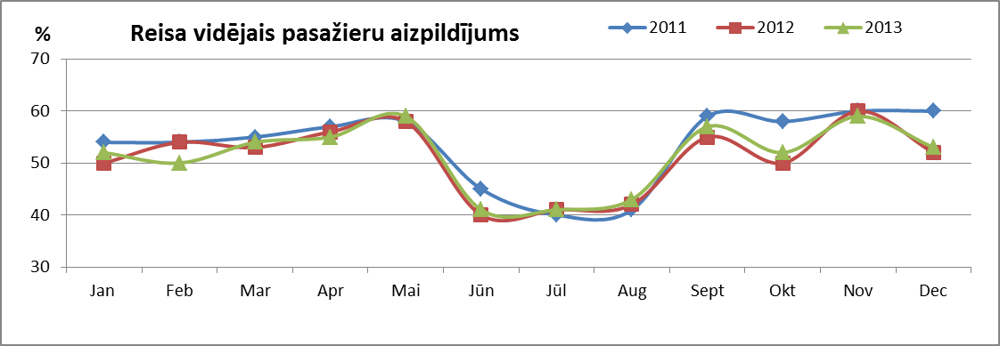 % Reisa vidējais pasažieru aizpildījums 2011 2012 2013
70
60
50
40
30
Jan Feb Mar Apr Mai Jūn Jūl Aug Sept Okt Nov Dec